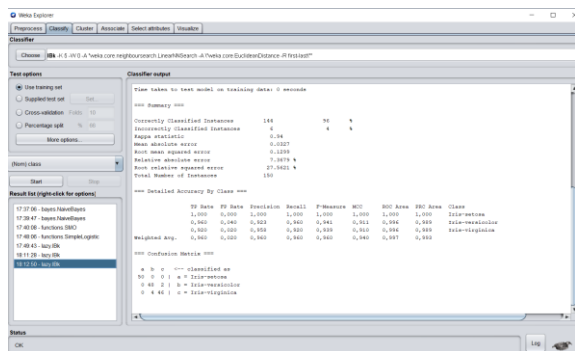 Weka Explorer
Preprocess Classify Cluster Associate Select attributes Visualize
Classifier
Choose IBk -K 5 -W 0 -A "weka.core.neighboursearch.LinearNNSearch -A \"weka.core.EuclideanDistance -R first-last\""
Test options
Use training set
Supplied test set Set...
Cross-validation Folds 10
Percentage split % 66
More options...
(Nom) class
Start Stop
Result list (right-click for options)
17:37:06 - bayes.NaiveBayes
17:39:47 - bayes.NaiveBayes
17:40:08 - functions.SMO
17:48:06 - functions.SimpleLogistic
17:49:43 - lazy.IBk
18:11:28 - lazy.IBk
18:12:50 - lazy.IBk
Classifier output
Time taken to test model on training data: 0 seconds
=== Summary ===
Correctly Classified Instances 144 96 %
Incorrectly Classified Instances 6 4 %
Kappa statistic 0.94
Mean absolute error 0.0327
Root mean squared error 0.1299
Relative absolute error 7.3679 %
Root relative squared error 27.5621 %
Total Number of Instances 150
=== Detailed Accuracy By Class ===
TP Rate FP Rate Precision Recall F-Measure MCC ROC Area PRC Area Class
1,000 0,000 1,000 1,000 1,000 1,000 1,000 1,000 Iris-setosa
0,960 0,040 0,923 0,960 0,941 0,911 0,996 0,989 Iris-versicolor
0,920 0,020 0,958 0,920 0,939 0,910 0,996 0,989 Iris-virginica
Weighted Avg. 0,960 0,020 0,960 0,960 0,960 0,940 0,997 0,993
=== Confusion Matrix ===
a b c <-- classified as
50 0 0 | a = Iris-setosa
0 48 2 | b = Iris-versicolor
0 4 46 | c = Iris-virginica
Status
OK
Log